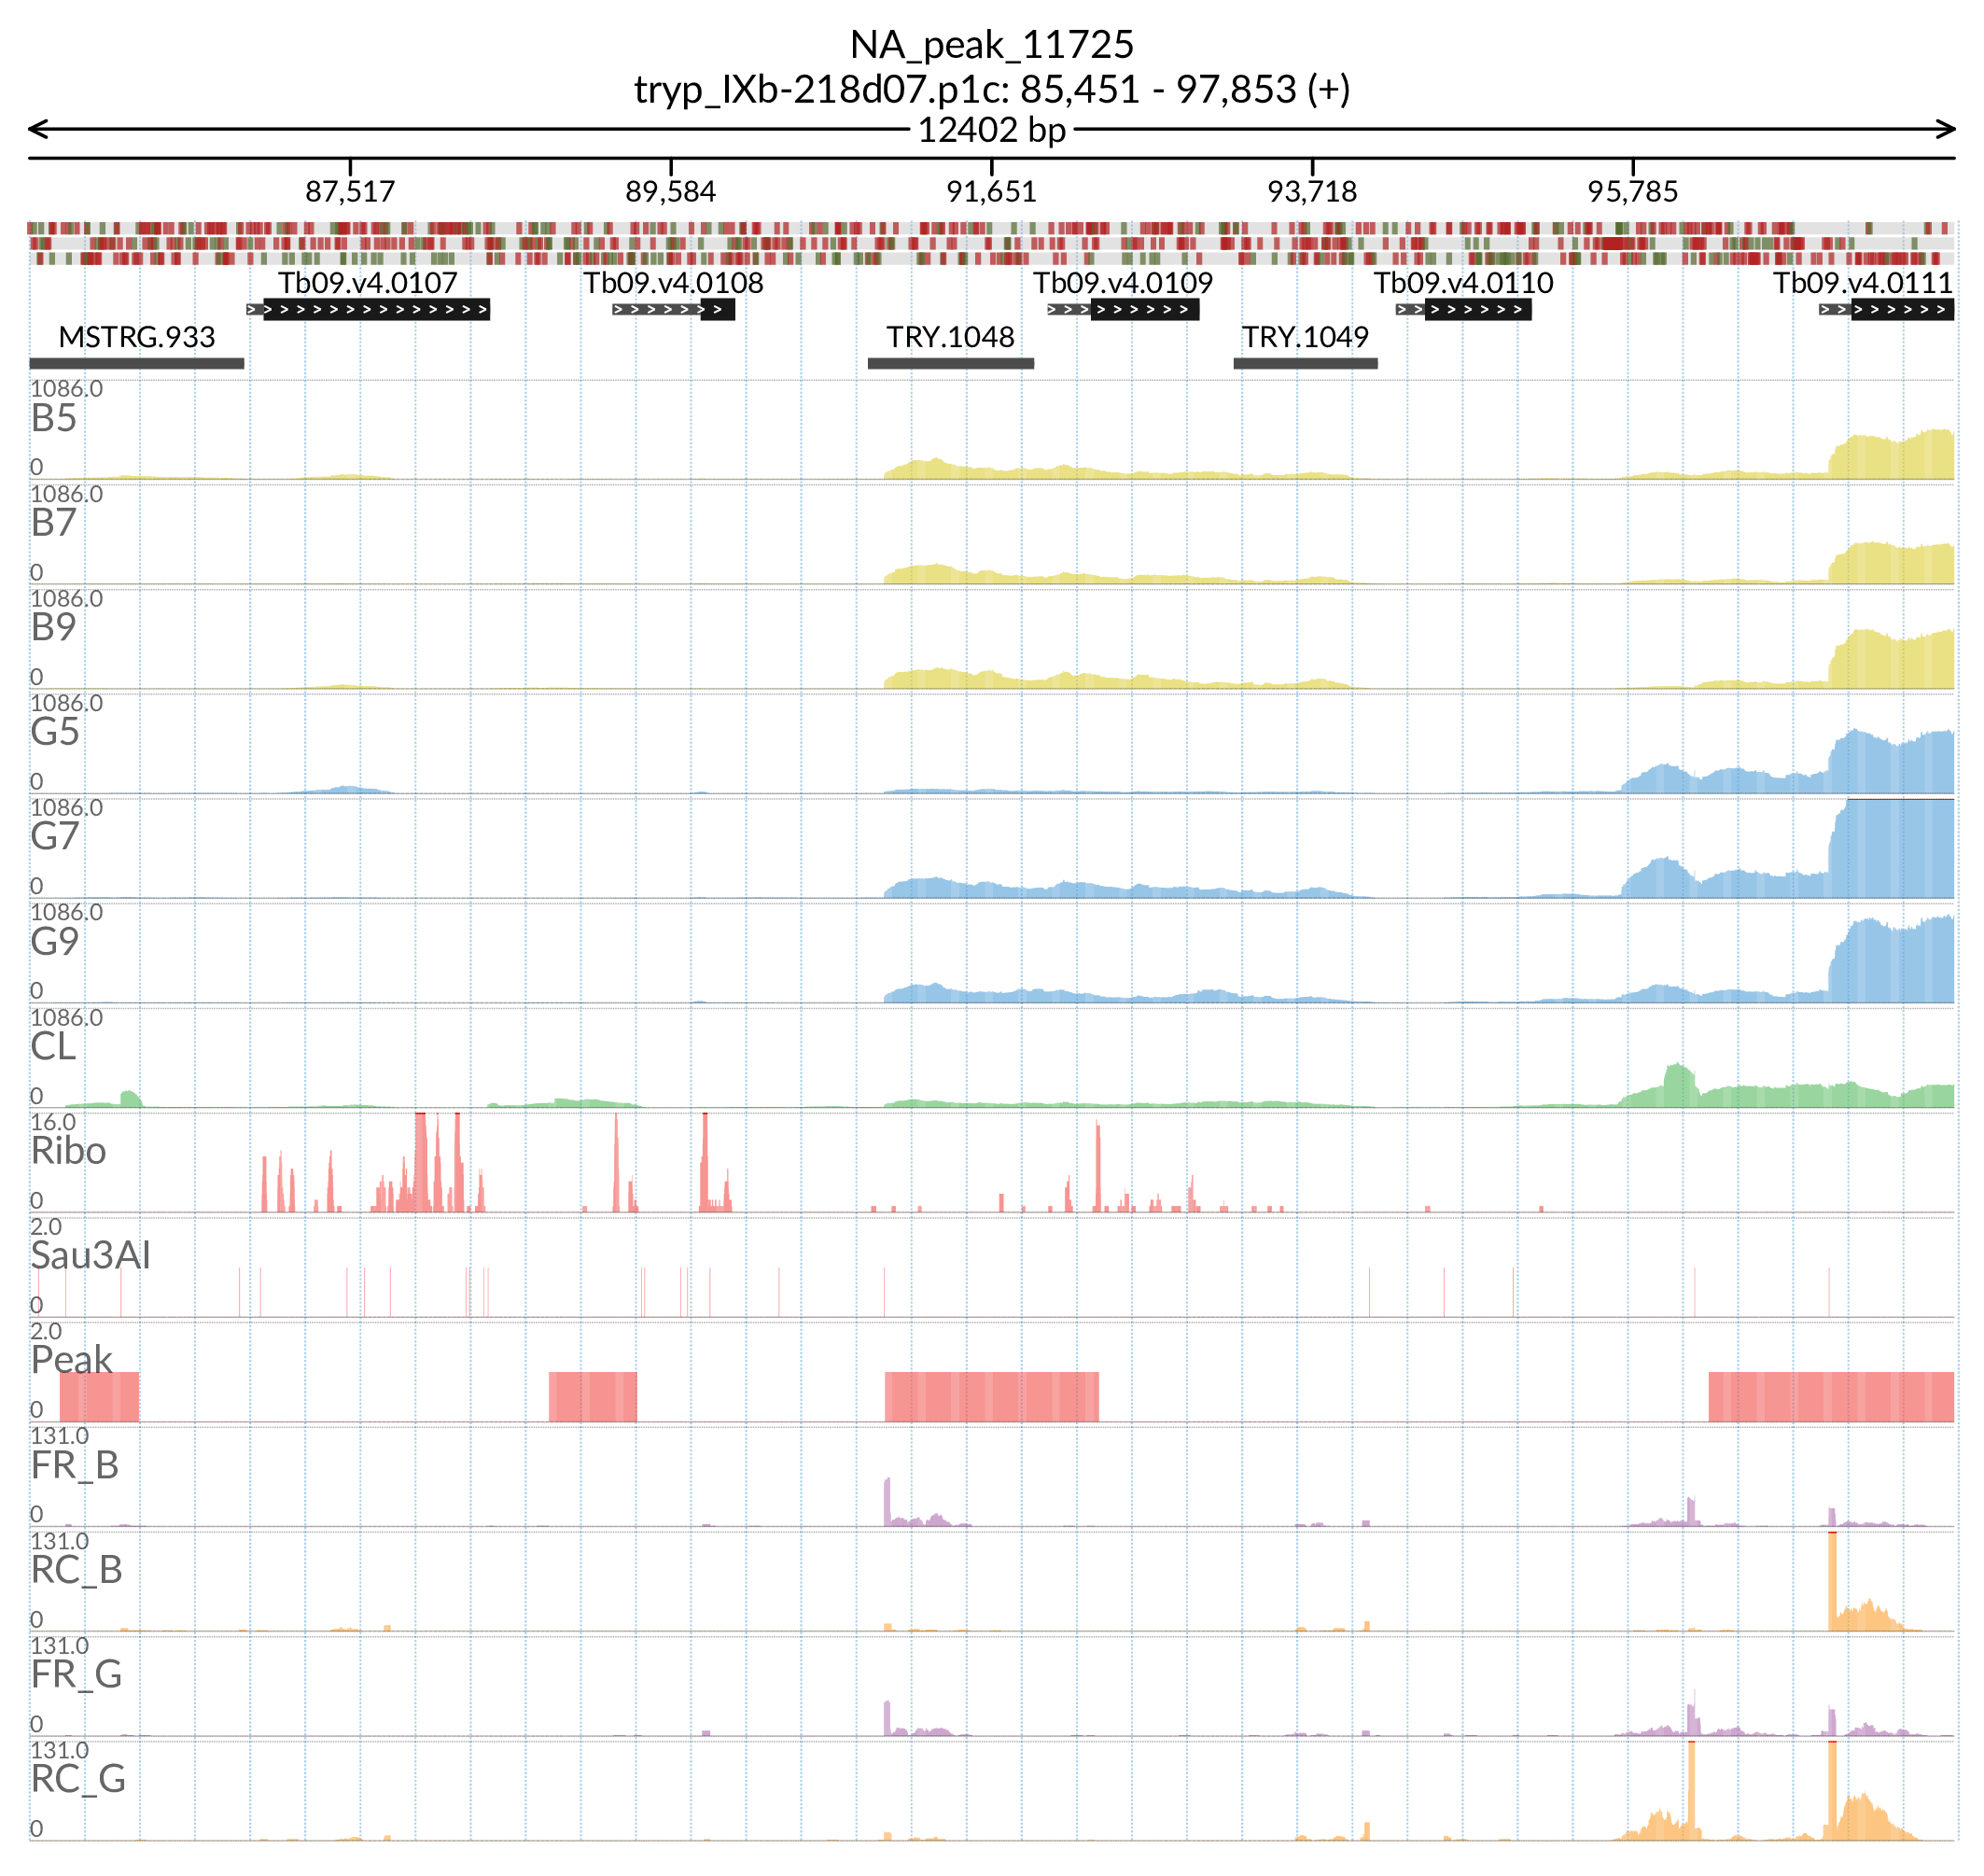 NA_peak_11725
tryp_IXb-218d07.p1c: 85,451 - 97,853 (+)
12402 bp
87,517 89,584 91,651 93,718 95,785
Tb09.v4.0107 Tb09.v4.0108 Tb09.v4.0109 Tb09.v4.0110 Tb09.v4.0111
MSTRG.933 TRY.1048 TRY.1049
1086.0
B5
0
1086.0
B7
0
1086.0
B9
0
1086.0
G5
0
1086.0
G7
0
1086.0
G9
0
1086.0
CL
0
16.0
Ribo
0
2.0
Sau3AI
0
2.0
Peak
0
131.0
FR_B
0
131.0
RC_B
0
131.0
FR_G
0
131.0
RC_G
0